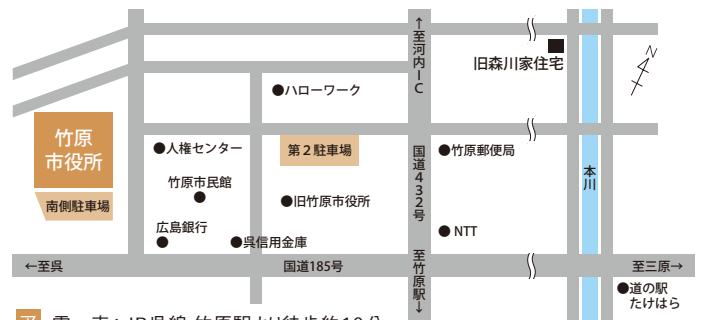 ↑至河内IC
N
旧森川家住宅
●ハローワーク
竹原
市役所
●人権センター
第2駐車場
国道432号
●竹原郵便局
本川
竹原市民館
南側駐車場
●旧竹原市役所
広島銀行
●呉信用金庫
●NTT
←至呉
国道185号
至竹原駅↓
至三原→
●道の駅
たけはら